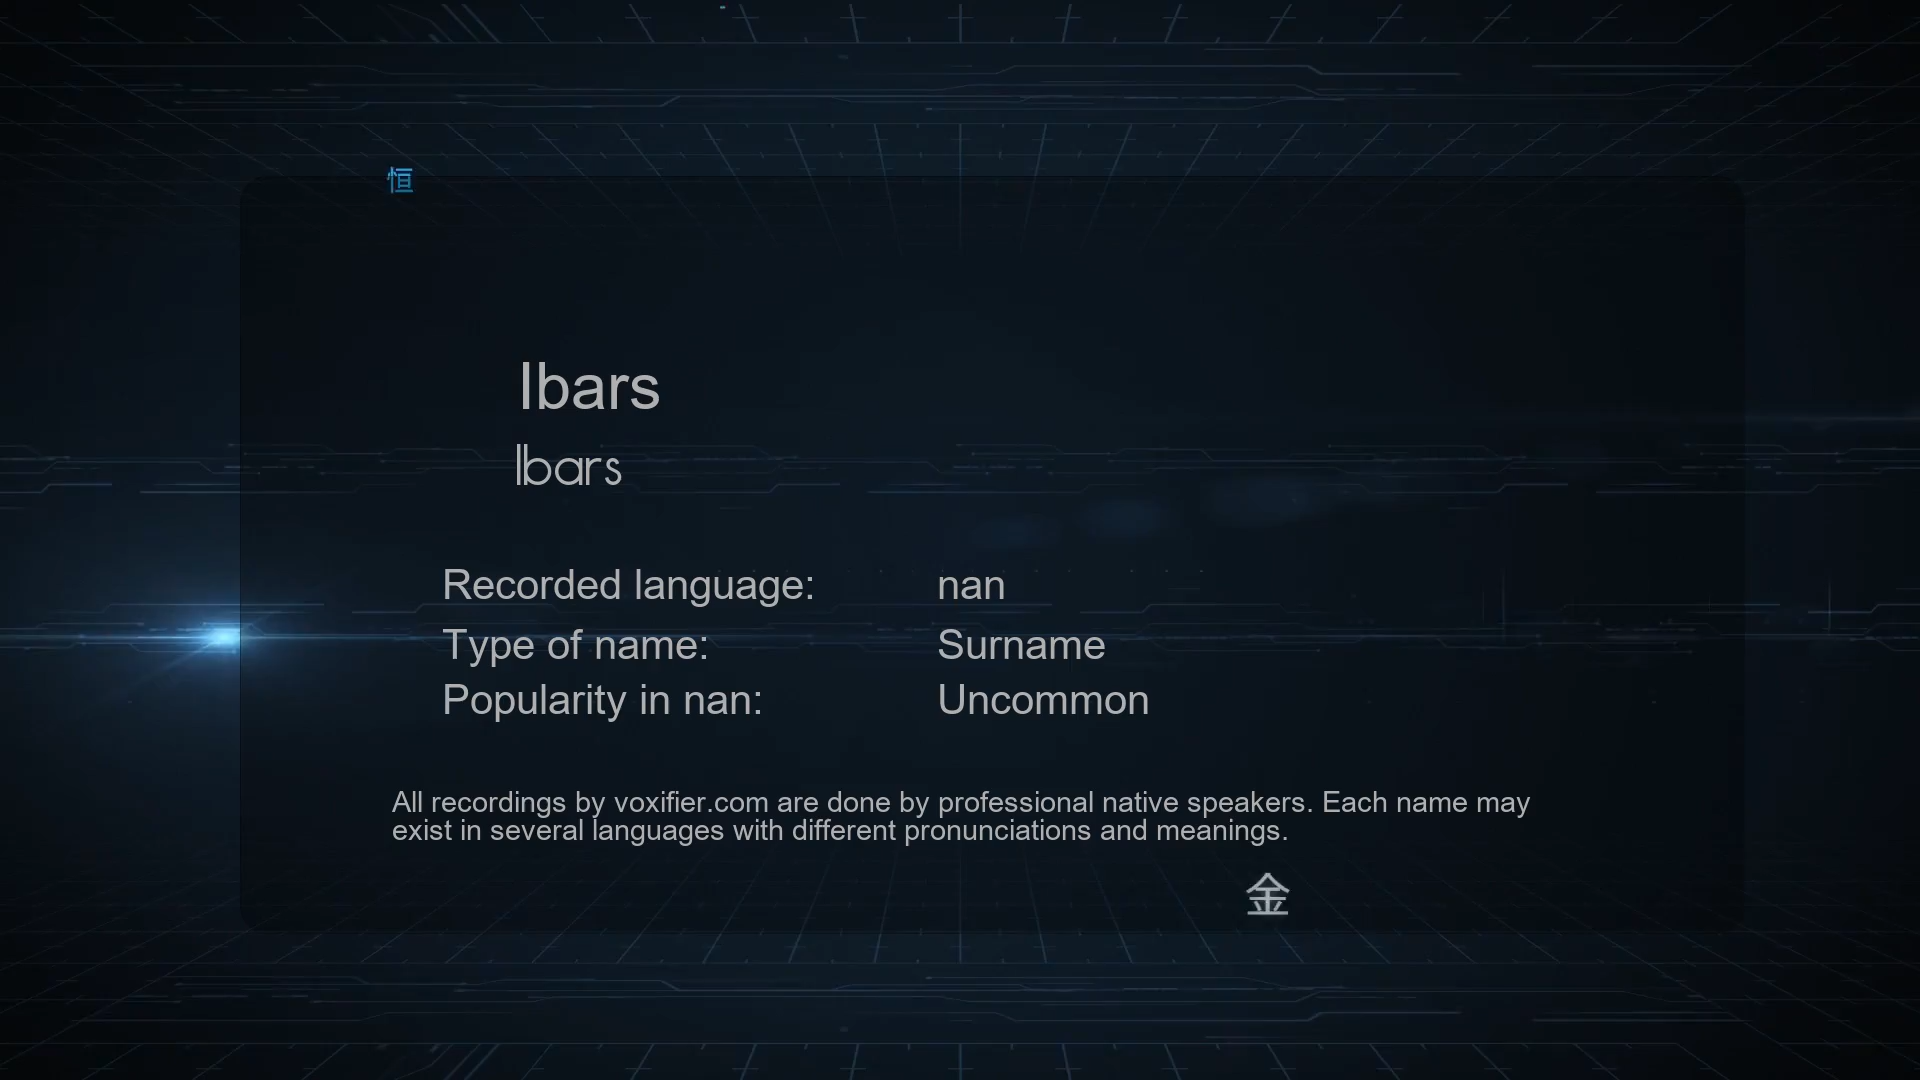 恒
Ibars
Ibars
Recorded language: nan
Type of name: Surname
Popularity in nan: Uncommon
All recordings by voxifier.com are done by professional native speakers. Each name may
exist in several languages with different pronunciations and meanings.
金